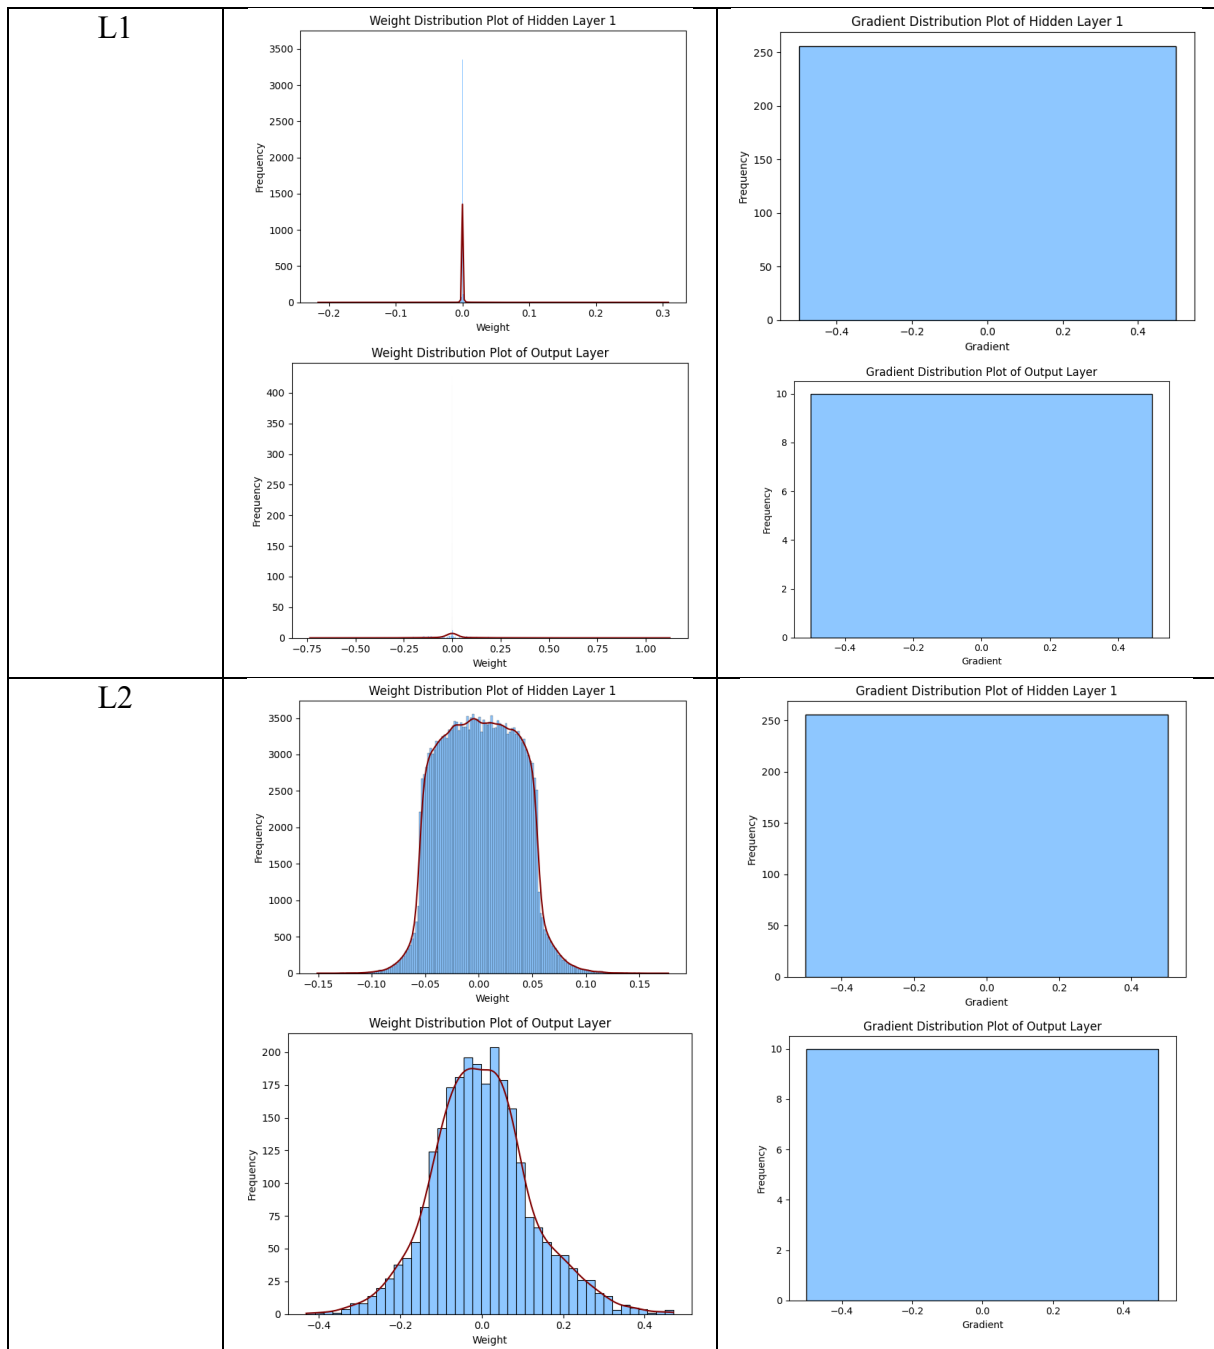 L1
Weight Distribution Plot of Hidden Layer 1
3500
3000
2500
2000
1500
1000
500
0
Frequency
−0.2 −0.1 0.0 0.1 0.2 0.3
Weight
Weight Distribution Plot of Output Layer
400
350
300
250
200
150
100
50
0
Frequency
−0.75 −0.50 −0.25 0.00 0.25 0.50 0.75 1.00
Weight
Gradient Distribution Plot of Hidden Layer 1
250
200
150
100
50
0
Frequency
−0.4 −0.2 0.0 0.2 0.4
Gradient
Gradient Distribution Plot of Output Layer
10
8
6
4
2
0
Frequency
−0.4 −0.2 0.0 0.2 0.4
Gradient
L2
Weight Distribution Plot of Hidden Layer 1
3500
3000
2500
2000
1500
1000
500
0
Frequency
−0.15 −0.10 −0.05 0.00 0.05 0.10 0.15
Weight
Weight Distribution Plot of Output Layer
200
175
150
125
100
75
50
25
0
Frequency
−0.4 −0.2 0.0 0.2 0.4
Weight
Gradient Distribution Plot of Hidden Layer 1
250
200
150
100
50
0
Frequency
−0.4 −0.2 0.0 0.2 0.4
Gradient
Gradient Distribution Plot of Output Layer
10
8
6
4
2
0
Frequency
−0.4 −0.2 0.0 0.2 0.4
Gradient